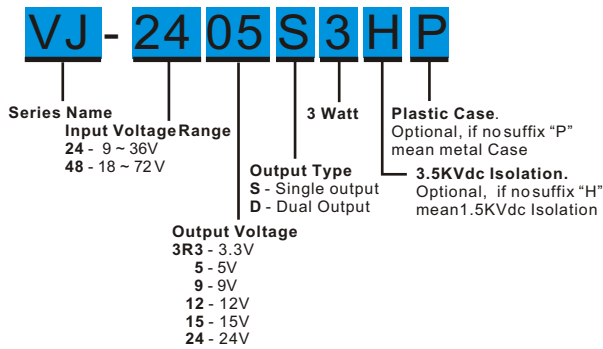 VJ-2405S3HP
Series Name
Input Voltage Range
24 - 9 ~ 36V
48 - 18 ~ 72V
3 Watt
Plastic Case.
Optional, if no suffix “P”
mean metal Case
Output Type
S - Single output
D - Dual Output
3.5KVdc Isolation.
Optional, if no suffix “H”
mean1.5KVdc Isolation
Output Voltage
3R3 - 3.3V
5 - 5V
9 - 9V
12 - 12V
15 - 15V
24 - 24V